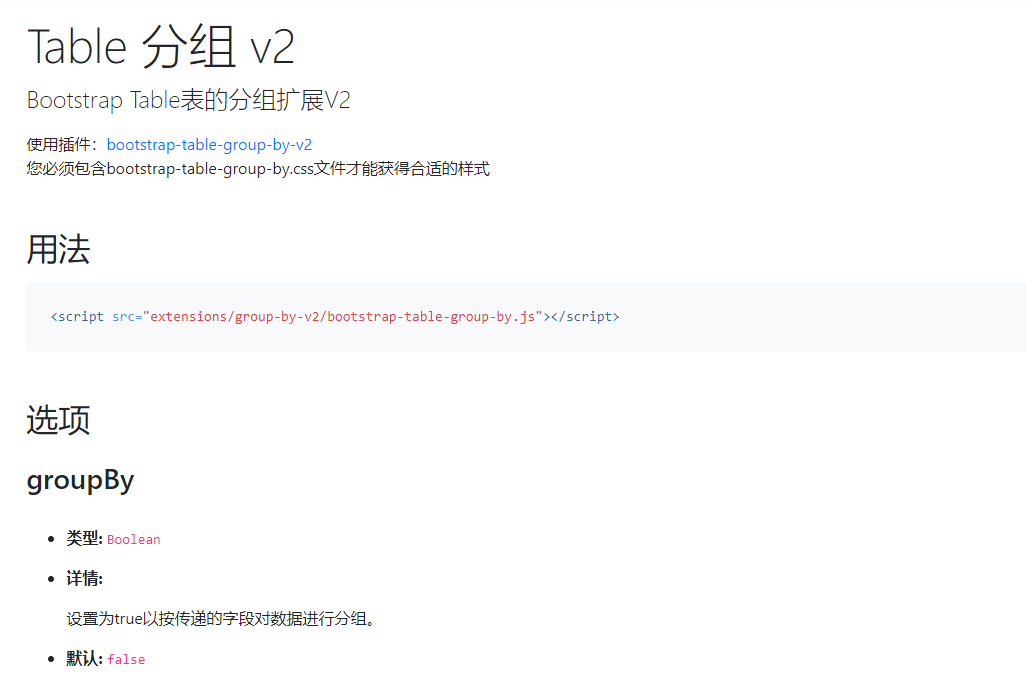 Table 分组 v2
Bootstrap Table表的分组扩展V2
使用插件：bootstrap-table-group-by-v2
您必须包含bootstrap-table-group-by.css文件才能获得合适的样式
用法
<script src="extensions/group-by-v2/bootstrap-table-group-by.js"></script>
选项
groupBy
类型: Boolean
详情:
设置为true以按传递的字段对数据进行分组。
默认: false